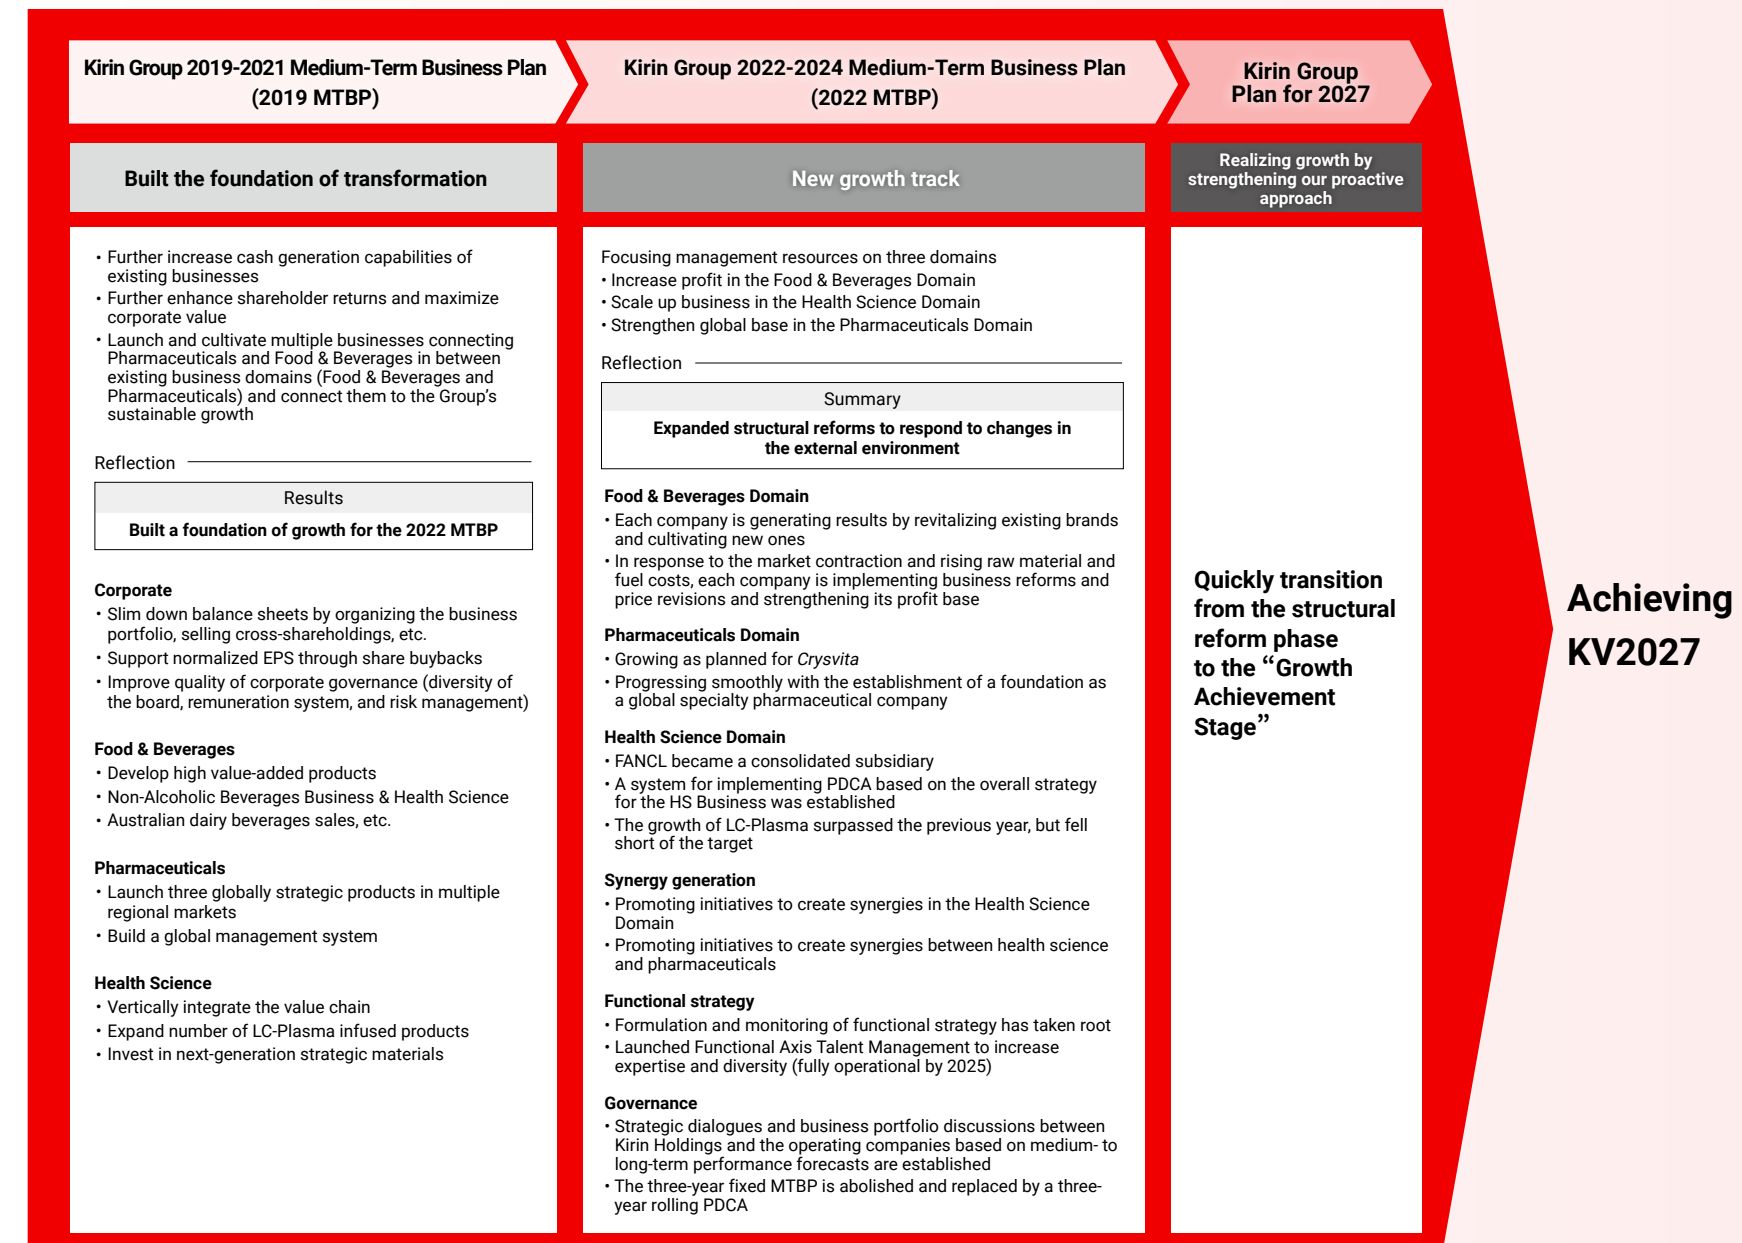 Kirin Group 2019-2021 Medium-Term Business Plan
(2019 MTBP)
Kirin Group 2022-2024 Medium-Term Business Plan
(2022 MTBP)
Kirin Group
Plan for 2027
Built the foundation of transformation
New growth track
Realizing growth by
strengthening our proactive
approach
• Further increase cash generation capabilities of
existing businesses
• Further enhance shareholder returns and maximize
corporate value
• Launch and cultivate multiple businesses connecting
Pharmaceuticals and Food & Beverages in between
existing business domains (Food & Beverages and
Pharmaceuticals) and connect them to the Group’s
sustainable growth
Reflection
Results
Built a foundation of growth for the 2022 MTBP
Corporate
• Slim down balance sheets by organizing the business
portfolio, selling cross-shareholdings, etc.
• Support normalized EPS through share buybacks
• Improve quality of corporate governance (diversity of
the board, remuneration system, and risk management)
Food & Beverages
• Develop high value-added products
• Non-Alcoholic Beverages Business & Health Science
• Australian dairy beverages sales, etc.
Pharmaceuticals
• Launch three globally strategic products in multiple
regional markets
• Build a global management system
Health Science
• Vertically integrate the value chain
• Expand number of LC-Plasma infused products
• Invest in next-generation strategic materials
Focusing management resources on three domains
• Increase profit in the Food & Beverages Domain
• Scale up business in the Health Science Domain
• Strengthen global base in the Pharmaceuticals Domain
Reflection
Summary
Expanded structural reforms to respond to changes in
the external environment
Food & Beverages Domain
• Each company is generating results by revitalizing existing brands
and cultivating new ones
• In response to the market contraction and rising raw material and
fuel costs, each company is implementing business reforms and
price revisions and strengthening its profit base
Pharmaceuticals Domain
• Growing as planned for Crysvita
• Progressing smoothly with the establishment of a foundation as
a global specialty pharmaceutical company
Health Science Domain
• FANCL became a consolidated subsidiary
• A system for implementing PDCA based on the overall strategy
for the HS Business was established
• The growth of LC-Plasma surpassed the previous year, but fell
short of the target
Synergy generation
• Promoting initiatives to create synergies in the Health Science
Domain
• Promoting initiatives to create synergies between health science
and pharmaceuticals
Functional strategy
• Formulation and monitoring of functional strategy has taken root
• Launched Functional Axis Talent Management to increase
expertise and diversity (fully operational by 2025)
Governance
• Strategic dialogues and business portfolio discussions between
Kirin Holdings and the operating companies based on medium- to
long-term performance forecasts are established
• The three-year fixed MTBP is abolished and replaced by a three-
year rolling PDCA
Quickly transition
from the structural
reform phase
to the “Growth
Achievement
Stage”
Achieving
KV2027